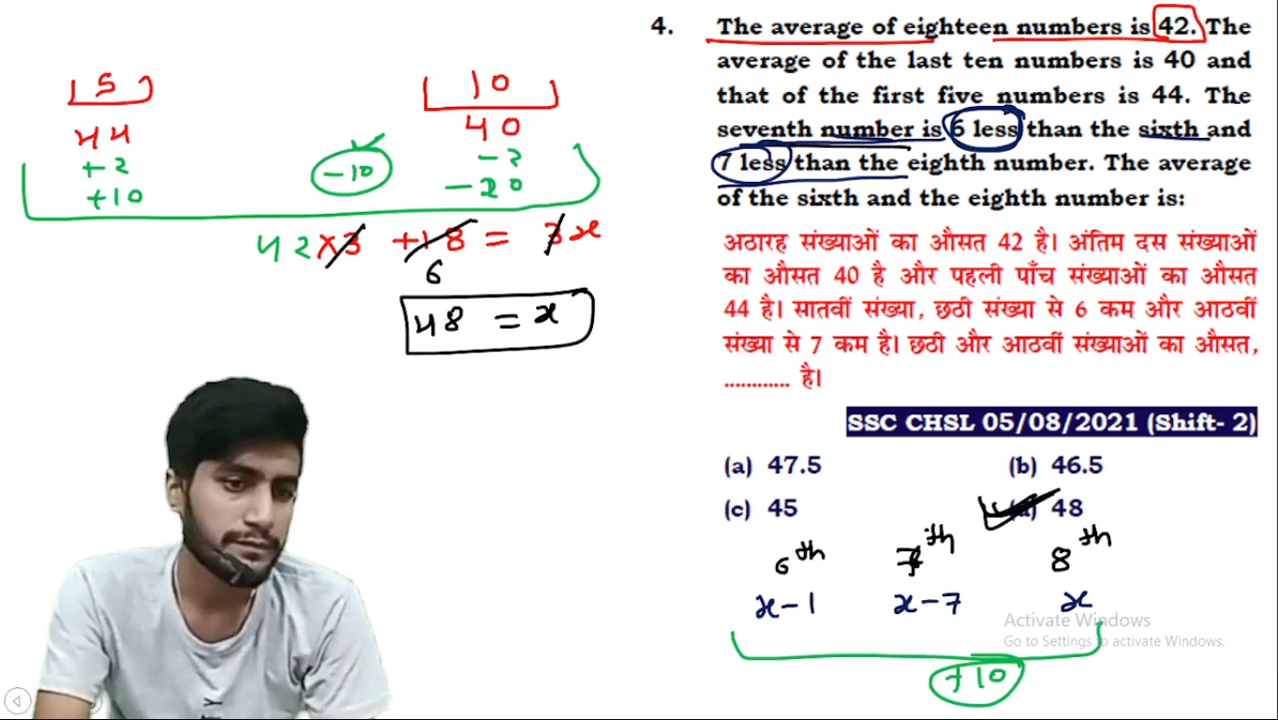 5
10
44
40
+2
-10
-2
+10
-20
42×3 +18 = 3x
6
48 = x
4. The average of eighteen numbers is 42. The
average of the last ten numbers is 40 and
that of the first five numbers is 44. The
seventh number is 6 less than the sixth and
7 less than the eighth number. The average
of the sixth and the eighth number is:
अठारह संख्याओं का औसत 42 है। अंतिम दस संख्याओं
का औसत 40 है और पहली पाँच संख्याओं का औसत
44 है। सातवीं संख्या, छठी संख्या से 6 कम और आठवीं
संख्या से 7 कम है। छठी और आठवीं संख्याओं का औसत,
............ है।
SSC CHSL 05/08/2021 (Shift- 2)
(a) 47.5 (b) 46.5
(c) 45 (d) 48
6th 7th 8th
x-1 x-7 x
+10
Activate Windows
Go to Settings to activate Windows.